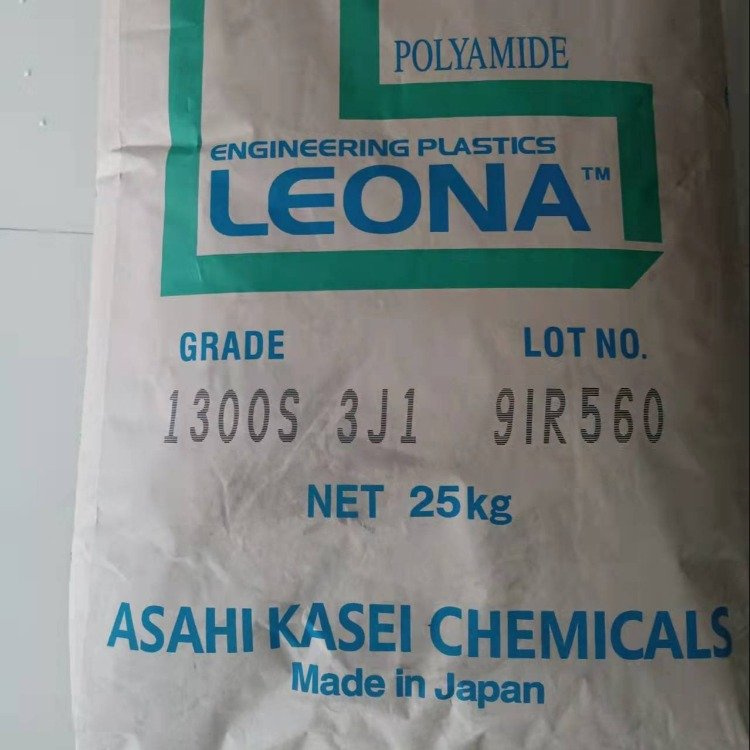 POLYAMIDE
ENGINEERING PLASTICS
LEONA™
GRADE LOT NO.
1300S 3J1 9IR560
NET 25kg
ASAHI KASEI CHEMICALS
Made in Japan